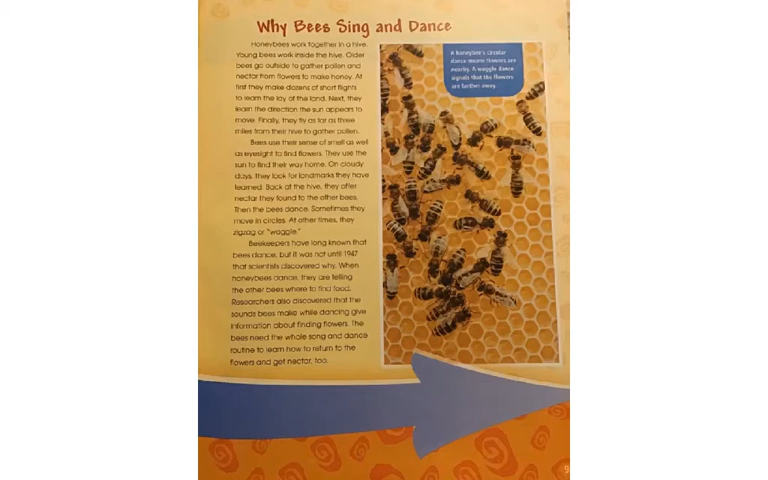 Why Bees Sing and Dance
Honeybees work together in a hive.
Young bees work inside the hive. Older
bees go outside to gather pollen and
nectar from flowers to make honey. At
first they make dozens of short flights
to learn the lay of the land. Next, they
learn the direction the sun appears to
move. Finally, they fly as far as three
miles from their hive to gather pollen.
Bees use their sense of smell as well
as eyesight to find flowers. They use the
sun to find their way home. On cloudy
days, they look for landmarks they have
learned. Back at the hive, they offer
nectar they found to the other bees.
Then the bees dance. Sometimes they
move in circles. At other times, they
zigzag or "waggle."
Beekeepers have long known that
bees dance, but it was not until 1947
that scientists discovered why. When
honeybees dance, they are telling
the other bees where to find food.
Researchers also discovered that the
sounds bees make while dancing give
information about finding flowers. The
bees need the whole song and dance
routine to learn how to return to the
flowers and get nectar, too.
A honeybee's circular
dance means flowers are
nearby. A waggle dance
signals that the flowers
are farther away.